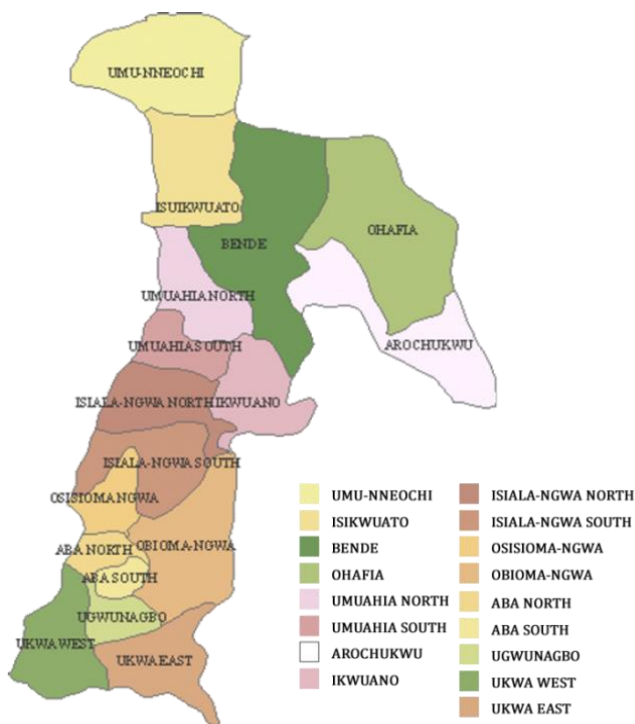 UMU-NNEOCHI
ISUIKWUATO
BENDE
OHAFIA
UMUAHIA NORTH
AROCHUKWU
UMUAHIA SOUTH
ISIALA-NGWA NORTH
IKWUANO
ISIALA-NGWA SOUTH
OSISIOMA NGWA
ABA NORTH
OBIOMA-NGWA
ABA SOUTH
UGWUNAGBO
UKWA WEST
UKWA EAST
UMU-NNEOCHI
ISIKWUATO
BENDE
OHAFIA
UMUAHIA NORTH
UMUAHIA SOUTH
AROCHUKWU
IKWUANO
ISIALA-NGWA NORTH
ISIALA-NGWA SOUTH
OSISIOMA-NGWA
OBIOMA-NGWA
ABA NORTH
ABA SOUTH
UGWUNAGBO
UKWA WEST
UKWA EAST